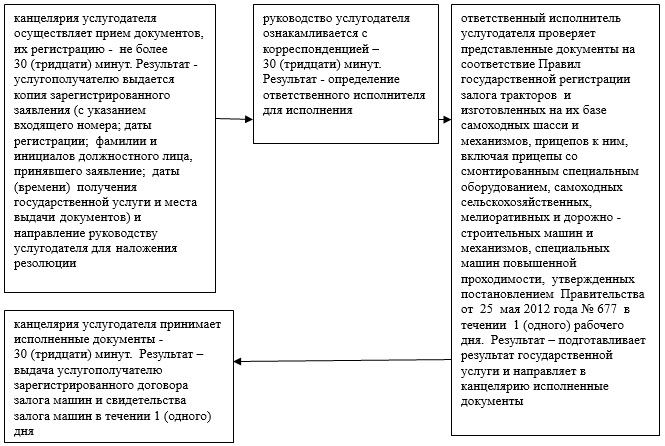 канцелярия услугодателя
осуществляет прием документов,
их регистрацию - не более
30 (тридцати) минут. Результат -
услугополучателю выдается
копия зарегистрированного
заявления (с указанием
входящего номера; даты
регистрации; фамилии и
инициалов должностного лица,
принявшего заявление; даты
(времени) получения
государственной услуги и места
выдачи документов) и
направление руководству
услугодателя для наложения
резолюции
руководство услугодателя
ознакамливается с
корреспонденцией –
30 (тридцати) минут.
Результат - определение
ответственного исполнителя
для исполнения
ответственный исполнитель
услугодателя проверяет
представленные документы на
соответствие Правил
государственной регистрации
залога тракторов и
изготовленных на их базе
самоходных шасси и
механизмов, прицепов к ним,
включая прицепы со
смонтированным специальным
оборудованием, самоходных
сельскохозяйственных,
мелиоративных и дорожно -
строительных машин и
механизмов, специальных
машин повышенной
проходимости, утвержденных
постановлением Правительства
от 25 мая 2012 года № 677 в
течении 1 (одного) рабочего
дня. Результат – подготавливает
результат государственной
услуги и направляет в
канцелярию исполненные
документы
канцелярия услугодателя принимает
исполненные документы -
30 (тридцати) минут. Результат –
выдача услугополучателю
зарегистрированного договора
залога машин и свидетельства
залога машин в течении 1 (одного)
дня